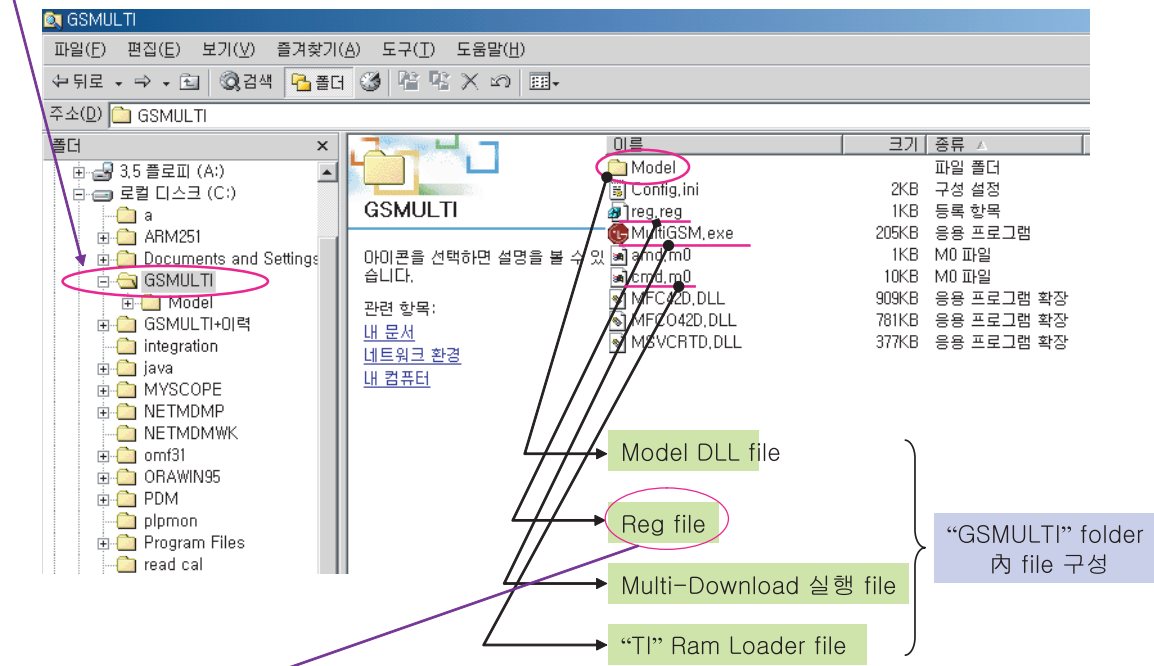 GSMULTI
파일(F) 편집(E) 보기(V) 즐겨찾기(A) 도구(T) 도움말(H)
뒤로 검색 폴더
주소(D) GSMULTI
폴더 ×
3.5 플로피 (A:)
로컬 디스크 (C:)
a
ARM251
Documents and Settings
GSMULTI
Model
GSMULTI+이력
integration
java
MYSCOPE
NETMDMP
NETMDMWK
omf31
ORAWIN95
PDM
plpmon
Program Files
read cal
GSMULTI
아이콘을 선택하면 설명을 볼 수 있
습니다.
관련 항목:
내 문서
네트워크 환경
내 컴퓨터
이름 크기 종류
Model 파일 폴더
Config.ini 2KB 구성 설정
reg.reg 1KB 등록 항목
MultiGSM.exe 205KB 응용 프로그램
amd.m0 1KB M0 파일
cmd.m0 10KB M0 파일
MFC42D.DLL 909KB 응용 프로그램 확장
MFCO42D.DLL 781KB 응용 프로그램 확장
MSVCRTD.DLL 377KB 응용 프로그램 확장
Model DLL file
Reg file
Multi-Download 실행 file
“TI” Ram Loader file
“GSMULTI” folder
內 file 구성